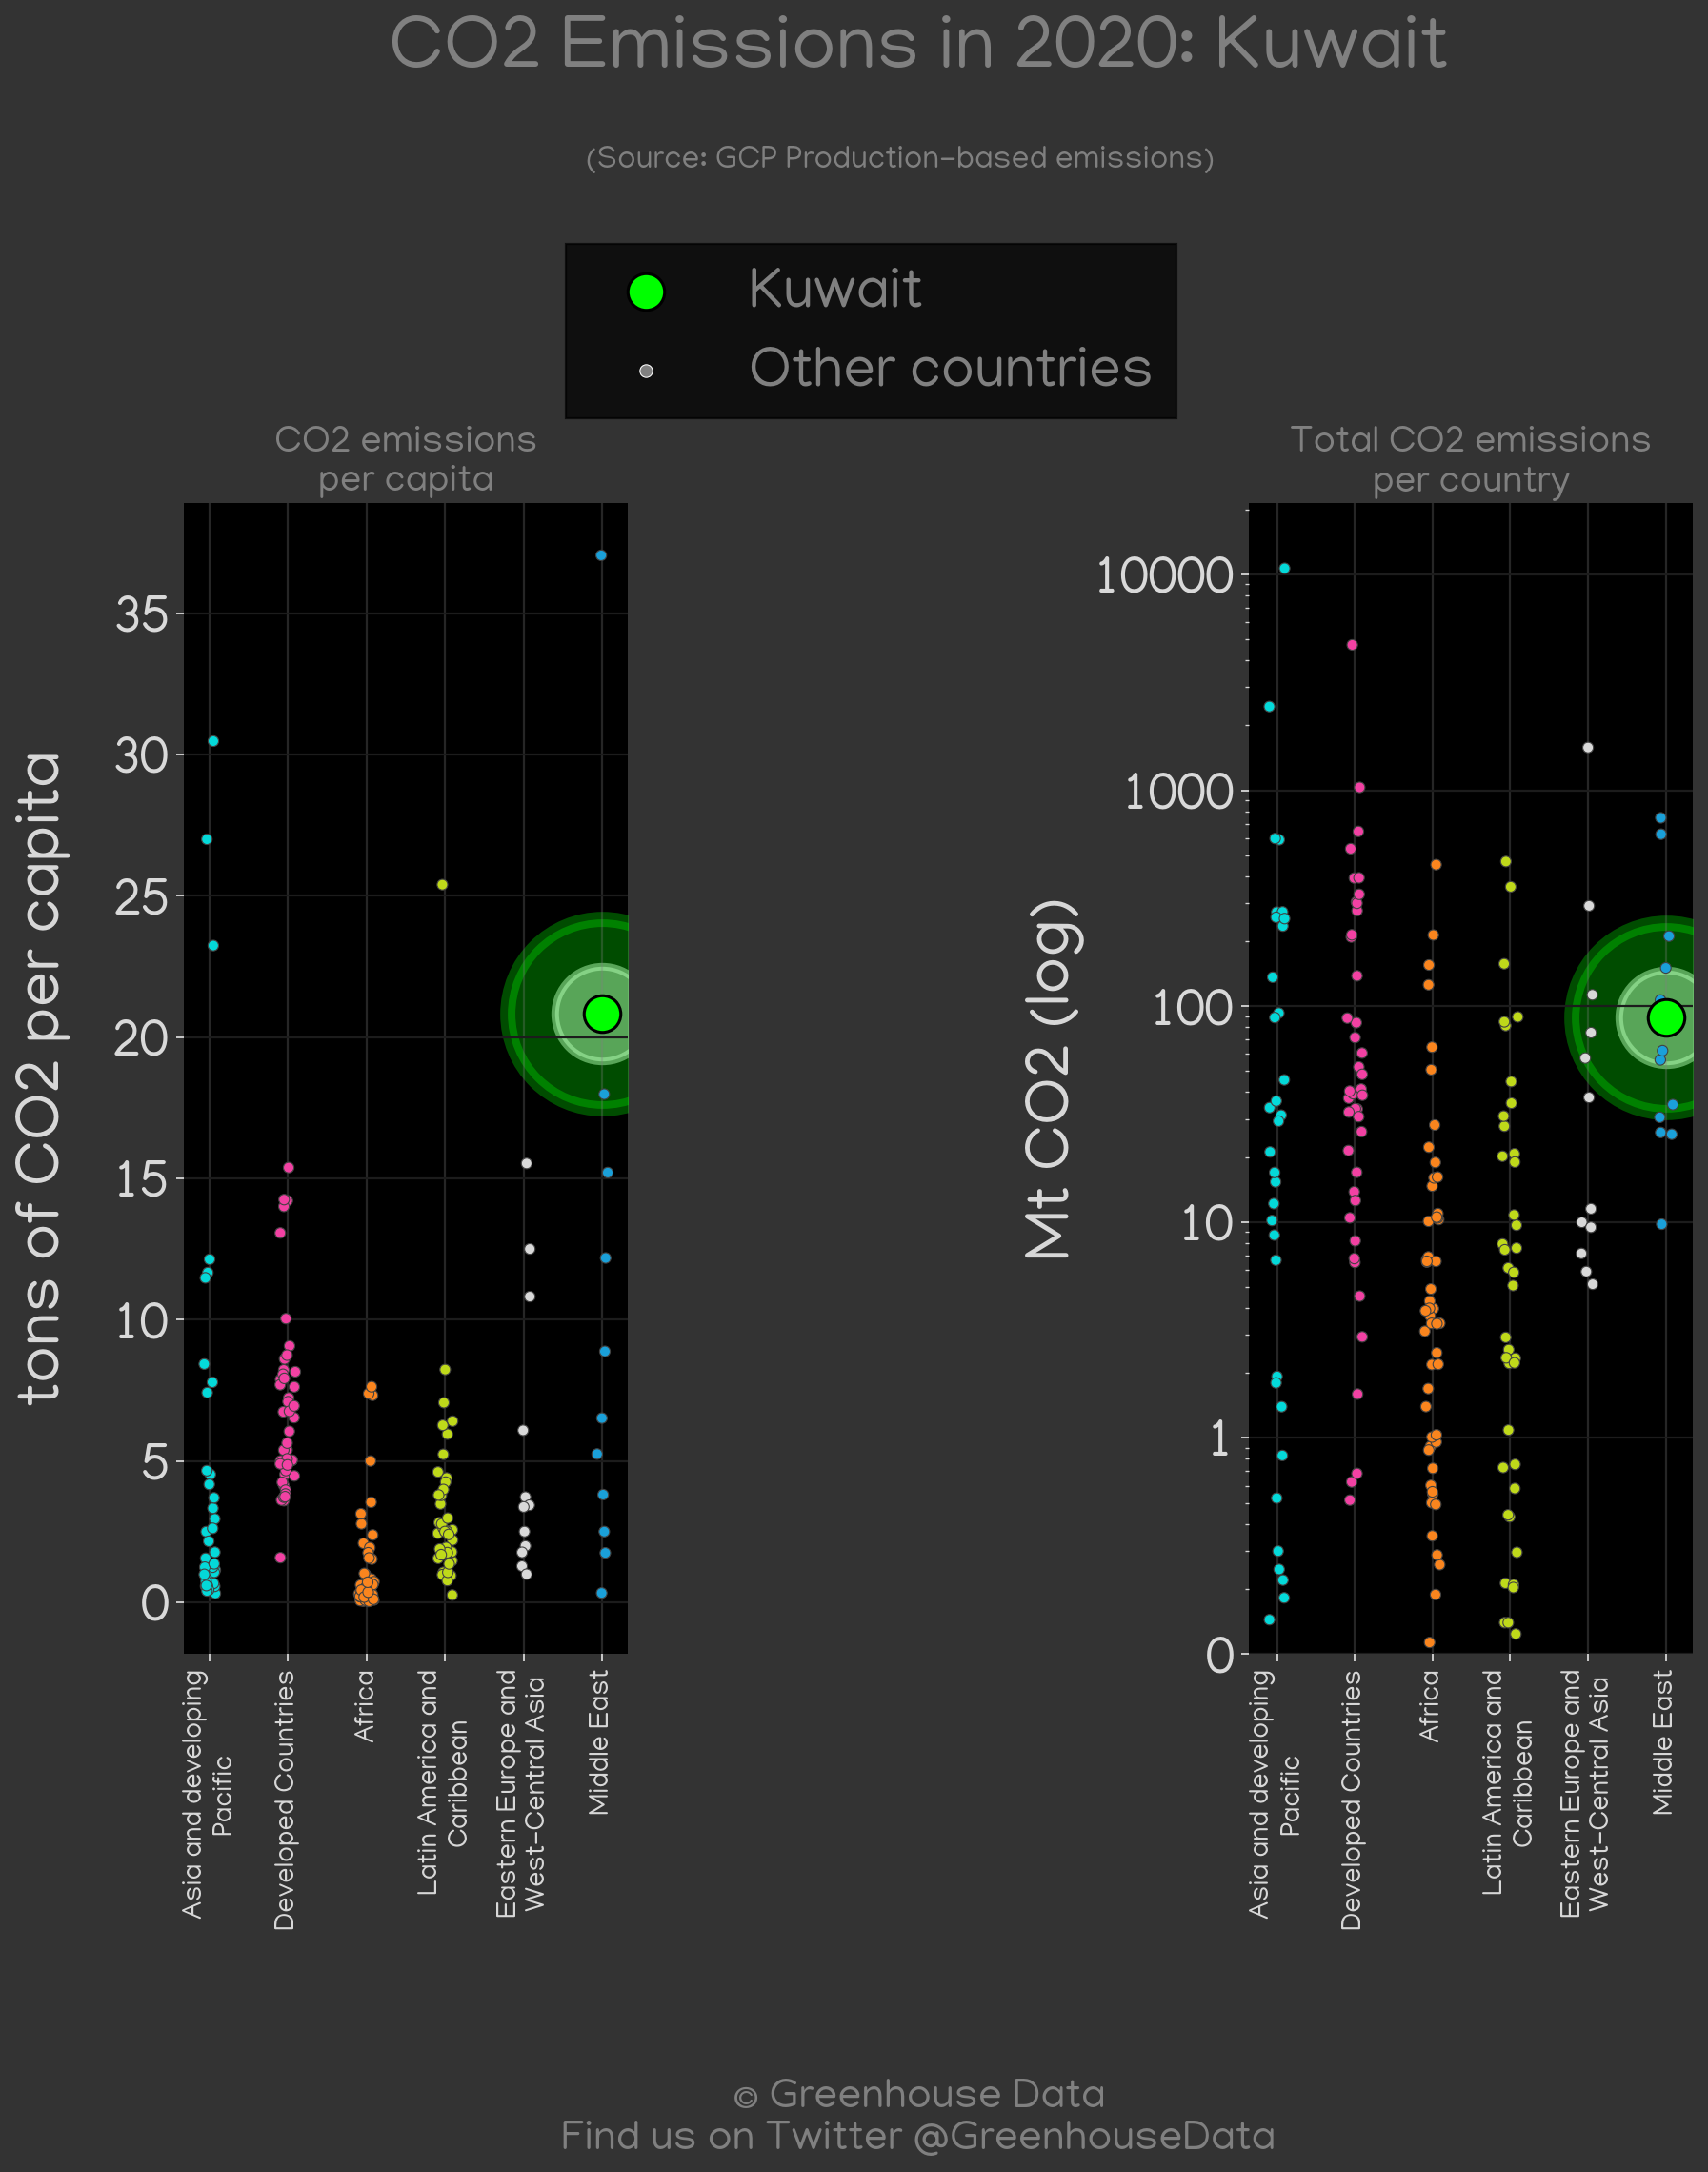 CO2 Emissions in 2020: Kuwait
(Source: GCP Production-based emissions)
Kuwait
Other countries
CO2 emissions
per capita
tons of CO2 per capita
35
30
25
20
15
10
5
0
Asia and developing
Pacific
Developed Countries
Africa
Latin America and
Caribbean
Eastern Europe and
West-Central Asia
Middle East
Total CO2 emissions
per country
Mt CO2 (log)
10000
1000
100
10
1
0
Asia and developing
Pacific
Developed Countries
Africa
Latin America and
Caribbean
Eastern Europe and
West-Central Asia
Middle East
© Greenhouse Data
Find us on Twitter @GreenhouseData